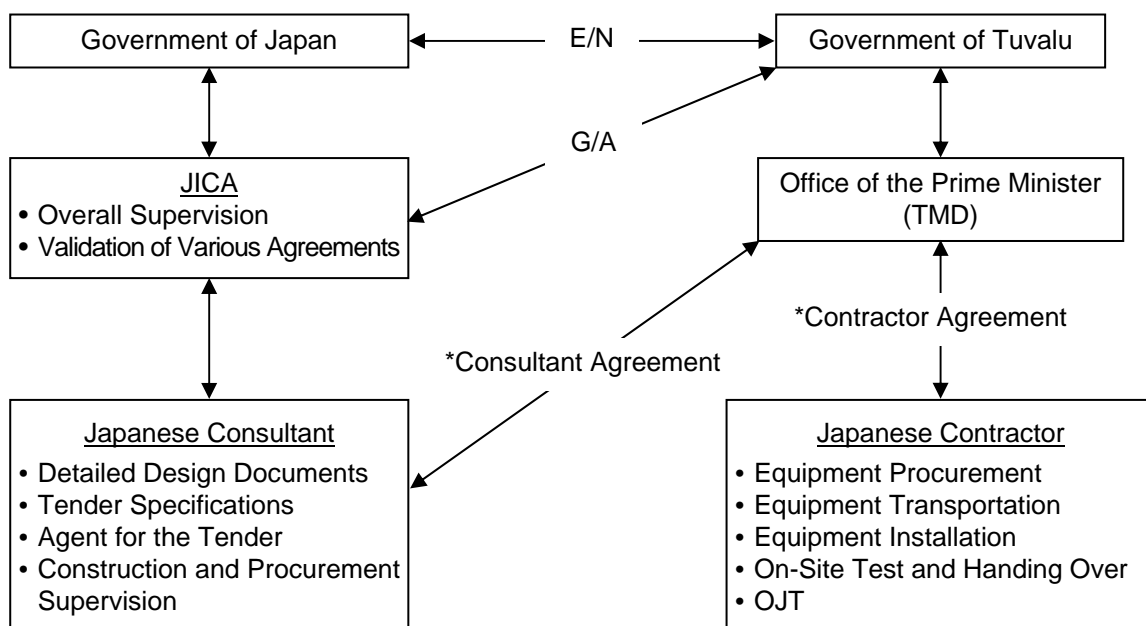 Government of Japan
E/N
Government of Tuvalu
G/A
JICA
• Overall Supervision
• Validation of Various Agreements
Office of the Prime Minister
(TMD)
*Contractor Agreement
*Consultant Agreement
Japanese Consultant
• Detailed Design Documents
• Tender Specifications
• Agent for the Tender
• Construction and Procurement
Supervision
Japanese Contractor
• Equipment Procurement
• Equipment Transportation
• Equipment Installation
• On-Site Test and Handing Over
• OJT